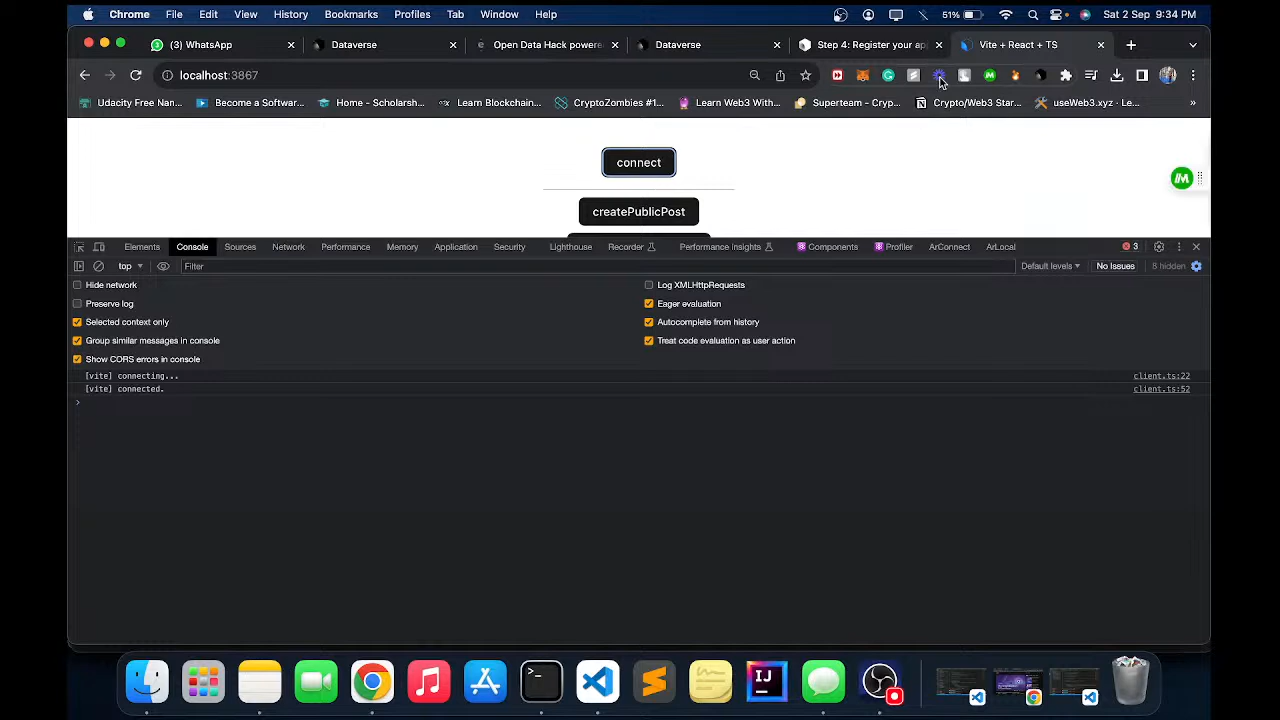 Chrome File Edit View History Bookmarks Profiles Tab Window Help 51% Sat 2 Sep 9:34 PM
(3) WhatsApp Dataverse Open Data Hack powere Dataverse Step 4: Register your ap Vite + React + TS
localhost:3867
Udacity Free Nan... Become a Softwar... Home - Scholarsh... Learn Blockchain... CryptoZombies #1... Learn Web3 With... Superteam - Cryp... Crypto/Web3 Star... useWeb3.xyz - Le... »
connect
createPublicPost
Elements Console Sources Network Performance Memory Application Security Lighthouse Recorder Performance insights Components Profiler ArConnect ArLocal 3
top Filter Default levels No Issues 8 hidden
Hide network Log XMLHttpRequests
Preserve log Eager evaluation
Selected context only Autocomplete from history
Group similar messages in console Treat code evaluation as user action
Show CORS errors in console
[vite] connecting... client.ts:22
[vite] connected. client.ts:52
>